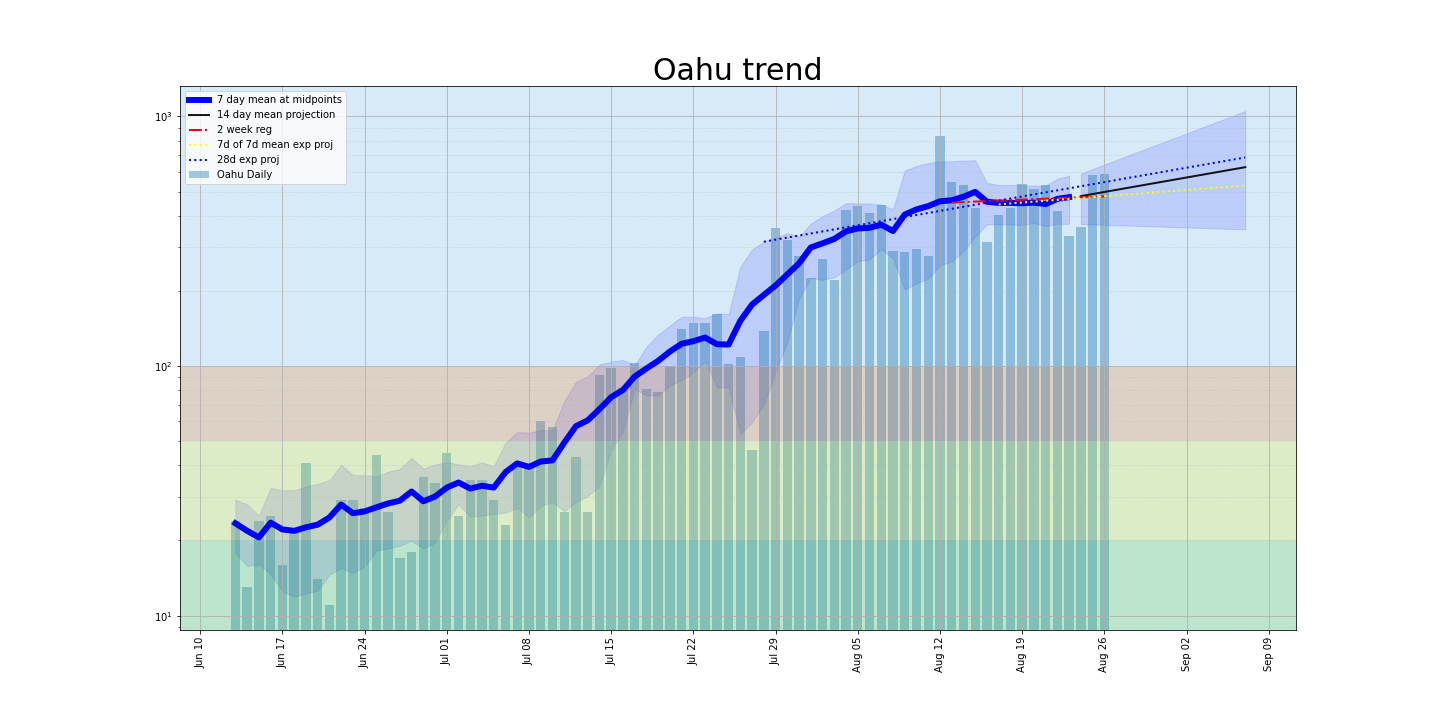 Oahu trend
7 day mean at midpoints
14 day mean projection
2 week reg
7d of 7d mean exp proj
28d exp proj
Oahu Daily
10³
10²
10¹
Jun 10
Jun 17
Jun 24
Jul 01
Jul 08
Jul 15
Jul 22
Jul 29
Aug 05
Aug 12
Aug 19
Aug 26
Sep 02
Sep 09